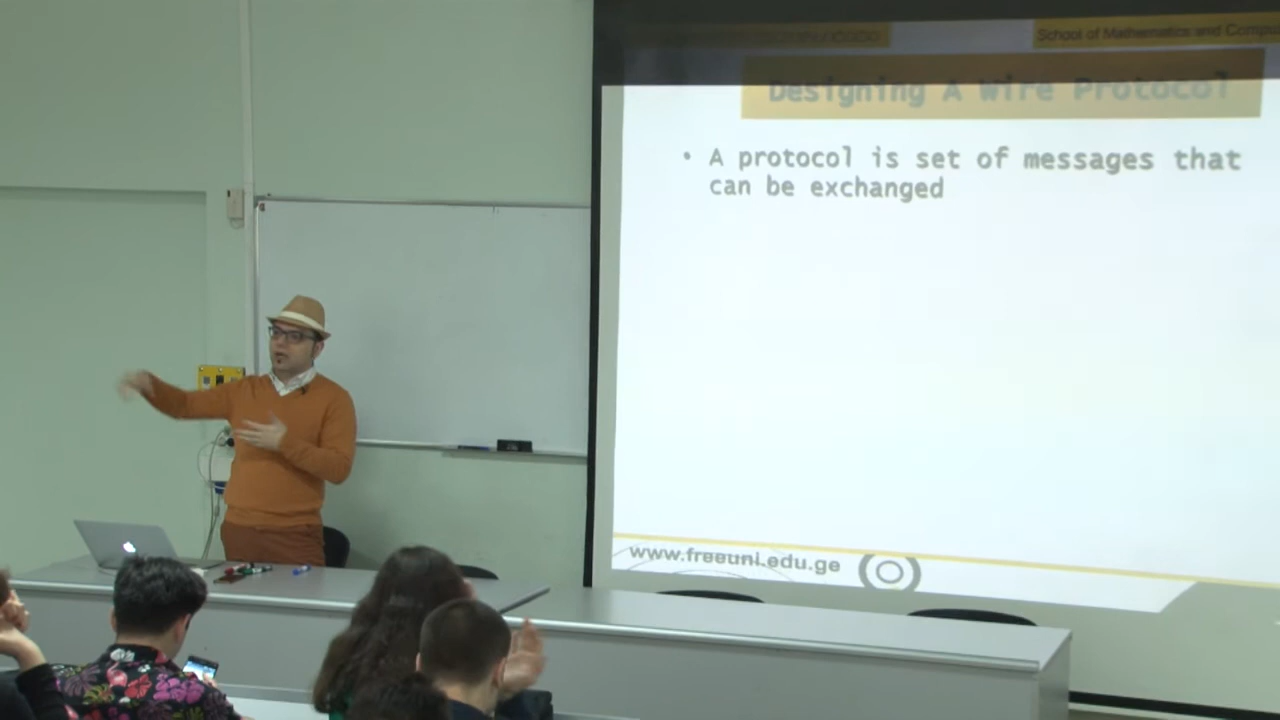 School of Mathematics and Compu
Designing A Wire Protocol
• A protocol is set of messages that
can be exchanged
www.freeuni.edu.ge